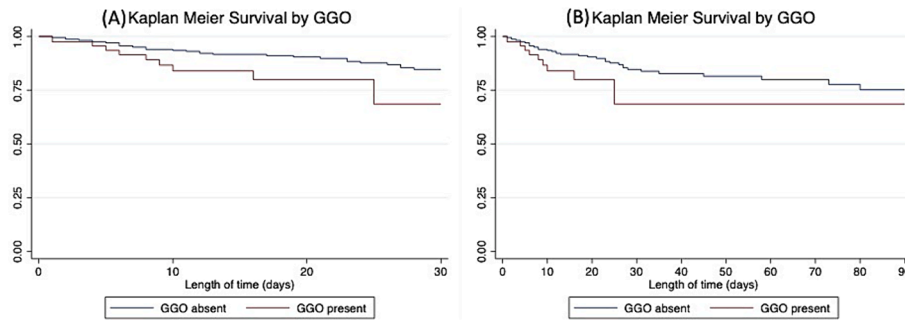 (A) Kaplan Meier Survival by GGO
1.00
0.75
0.50
0.25
0.00
0 10 20 30
Length of time (days)
GGO absent GGO present
(B) Kaplan Meier Survival by GGO
1.00
0.75
0.50
0.25
0.00
0 10 20 30 40 50 60 70 80 90
Length of time (days)
GGO absent GGO present